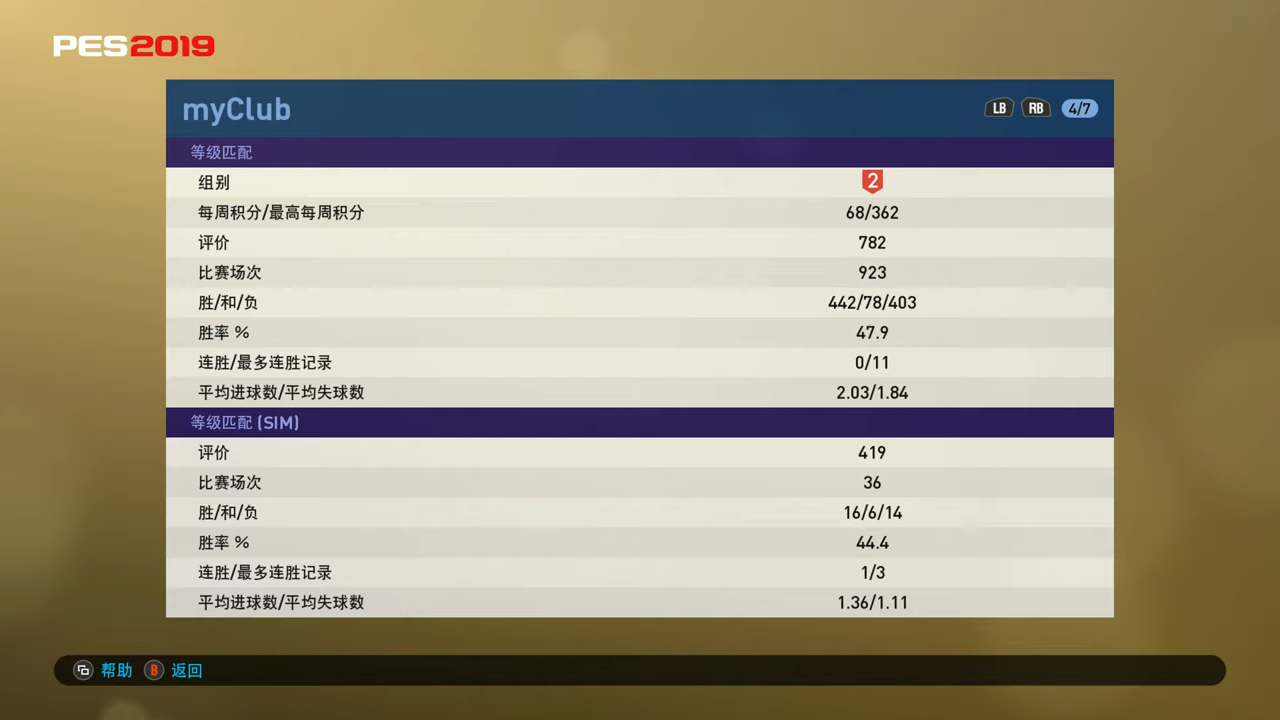 PES2019
myClub LB RB 4/7
等级匹配
组别 2
每周积分/最高每周积分 68/362
评价 782
比赛场次 923
胜/和/负 442/78/403
胜率 % 47.9
连胜/最多连胜记录 0/11
平均进球数/平均失球数 2.03/1.84
等级匹配 (SIM)
评价 419
比赛场次 36
胜/和/负 16/6/14
胜率 % 44.4
连胜/最多连胜记录 1/3
平均进球数/平均失球数 1.36/1.11
帮助 B 返回